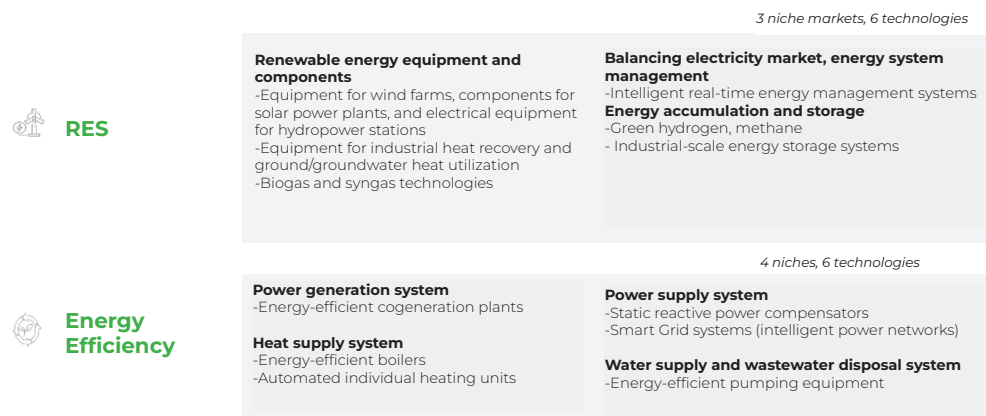 3 niche markets, 6 technologies
RES
Renewable energy equipment and
components
-Equipment for wind farms, components for
solar power plants, and electrical equipment
for hydropower stations
-Equipment for industrial heat recovery and
ground/groundwater heat utilization
-Biogas and syngas technologies
Balancing electricity market, energy system
management
-Intelligent real-time energy management systems
Energy accumulation and storage
-Green hydrogen, methane
- Industrial-scale energy storage systems
4 niches, 6 technologies
Energy
Efficiency
Power generation system
-Energy-efficient cogeneration plants
Heat supply system
-Energy-efficient boilers
-Automated individual heating units
Power supply system
-Static reactive power compensators
-Smart Grid systems (intelligent power networks)
Water supply and wastewater disposal system
-Energy-efficient pumping equipment